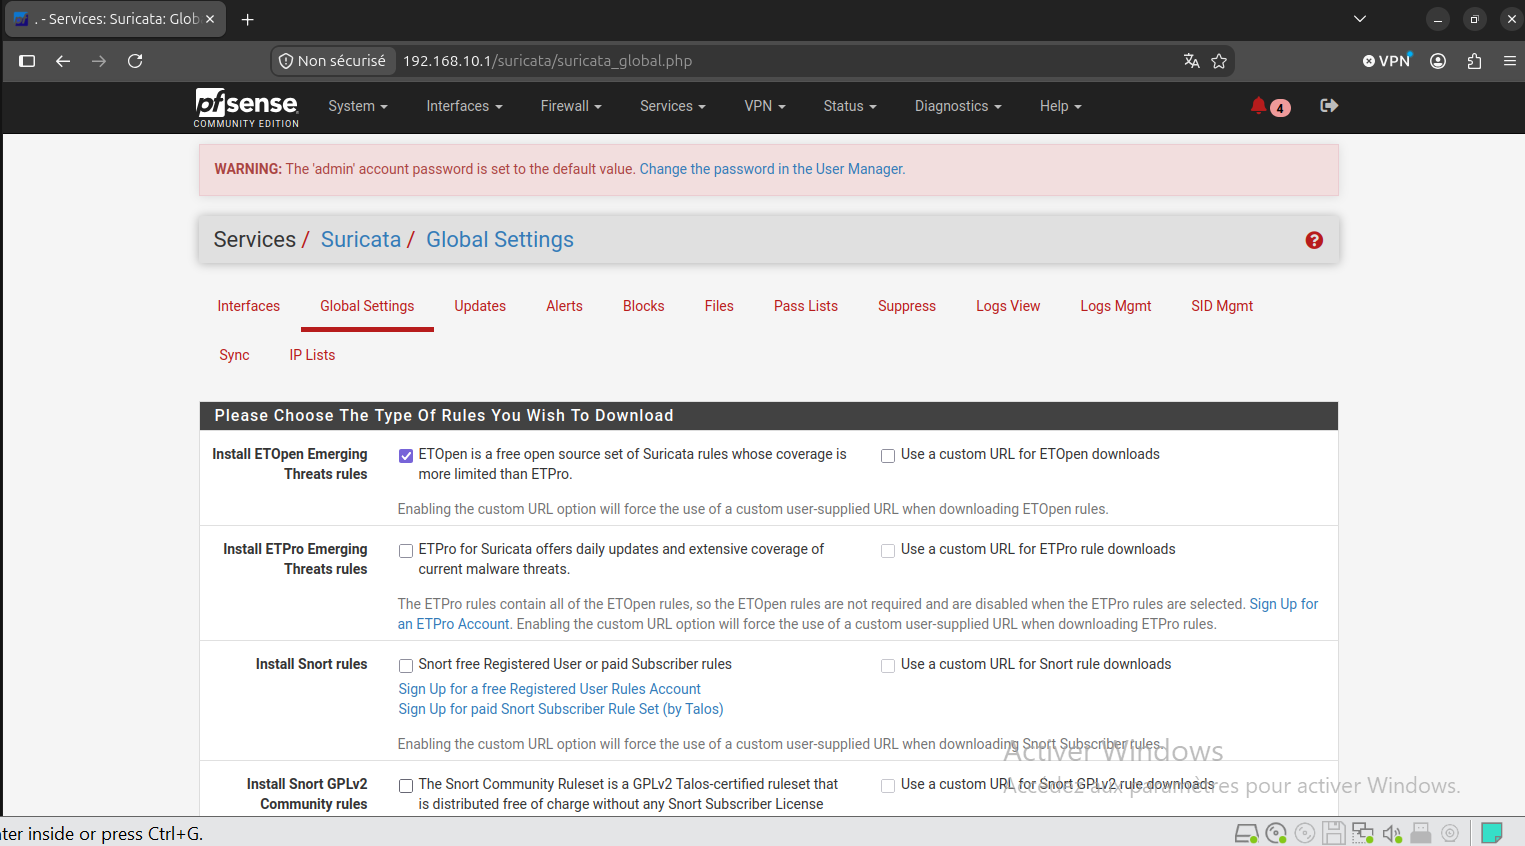 . - Services: Suricata: Glob
Non sécurisé 192.168.10.1/suricata/suricata_global.php VPN
pfsense COMMUNITY EDITION
System Interfaces Firewall Services VPN Status Diagnostics Help 4
WARNING: The 'admin' account password is set to the default value. Change the password in the User Manager.
Services / Suricata / Global Settings
Interfaces Global Settings Updates Alerts Blocks Files Pass Lists Suppress Logs View Logs Mgmt SID Mgmt
Sync IP Lists
Please Choose The Type Of Rules You Wish To Download
Install ETOpen Emerging Threats rules
ETOpen is a free open source set of Suricata rules whose coverage is
more limited than ETPro.
Use a custom URL for ETOpen downloads
Enabling the custom URL option will force the use of a custom user-supplied URL when downloading ETOpen rules.
Install ETPro Emerging Threats rules
ETPro for Suricata offers daily updates and extensive coverage of
current malware threats.
Use a custom URL for ETPro rule downloads
The ETPro rules contain all of the ETOpen rules, so the ETOpen rules are not required and are disabled when the ETPro rules are selected. Sign Up for
an ETPro Account. Enabling the custom URL option will force the use of a custom user-supplied URL when downloading ETPro rules.
Install Snort rules
Snort free Registered User or paid Subscriber rules
Use a custom URL for Snort rule downloads
Sign Up for a free Registered User Rules Account
Sign Up for paid Snort Subscriber Rule Set (by Talos)
Enabling the custom URL option will force the use of a custom user-supplied URL when downloading Snort Subscriber rules.
Install Snort GPLv2 Community rules
The Snort Community Ruleset is a GPLv2 Talos-certified ruleset that
is distributed free of charge without any Snort Subscriber License
Use a custom URL for Snort GPLv2 rule downloads
Activer Windows
Accédez aux paramètres pour activer Windows.
ter inside or press Ctrl+G.